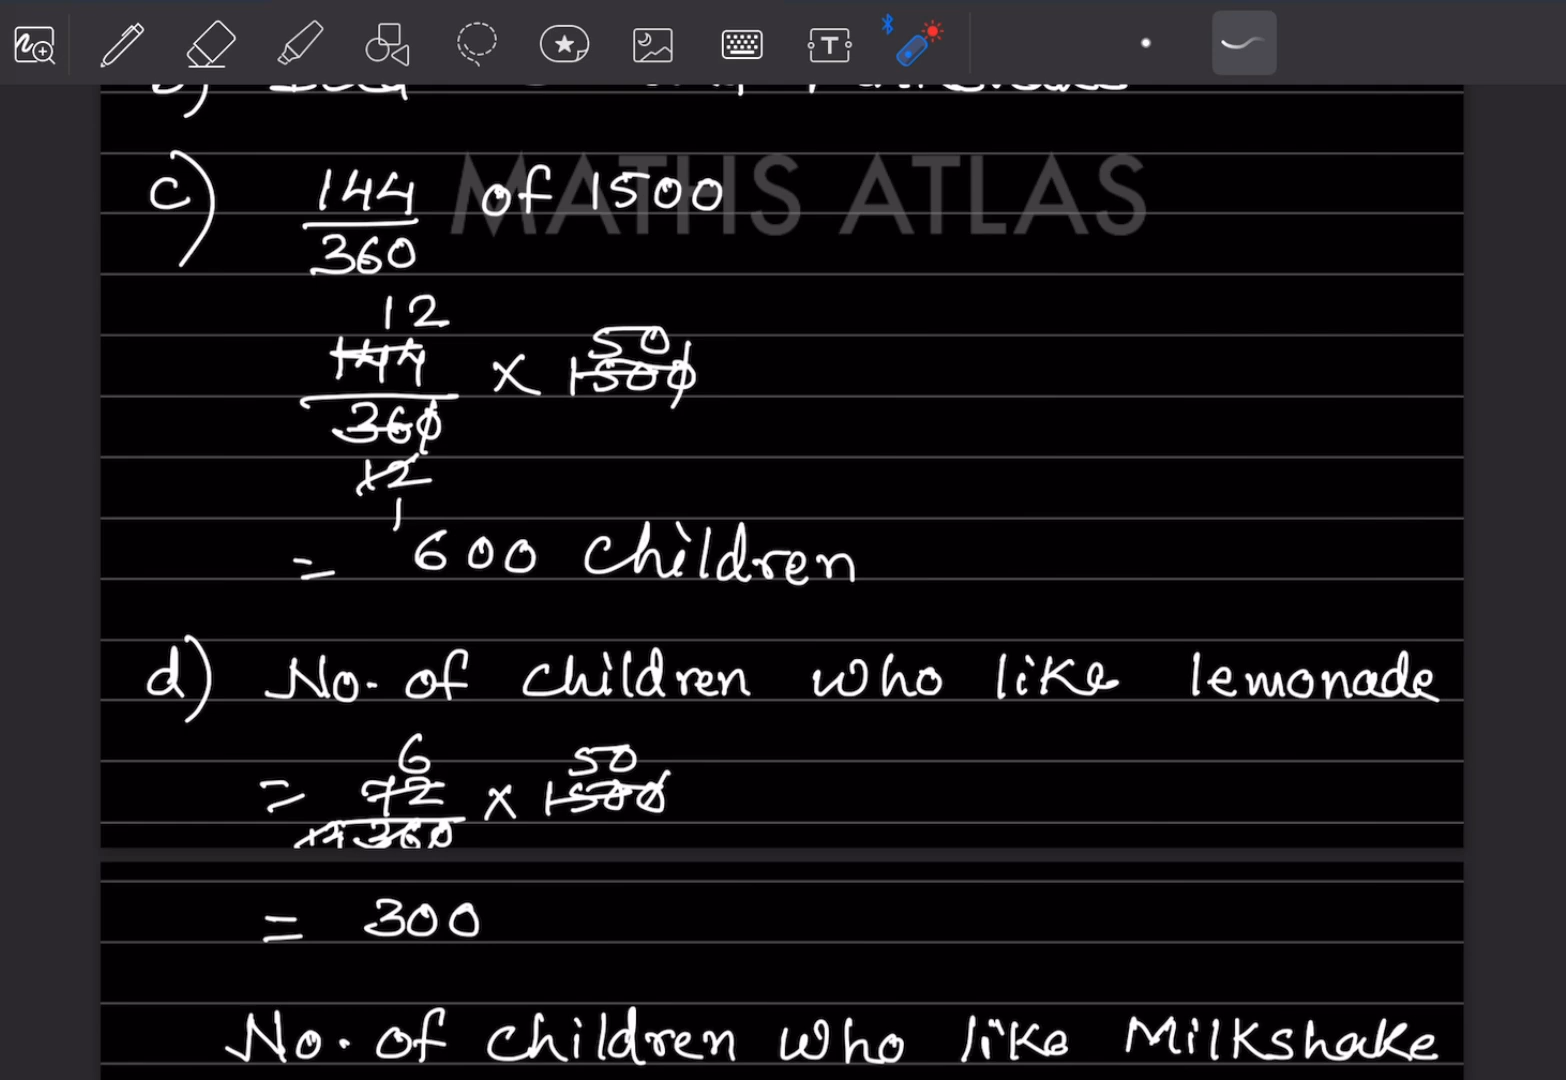 c) 144/360 of 1500
MATHS ATLAS
12
144/360 × 1500
50
12
1
= 600 children
d) No. of children who like lemonade
6 50
= 72/360 × 1500
= 300
No. of children who like Milkshake